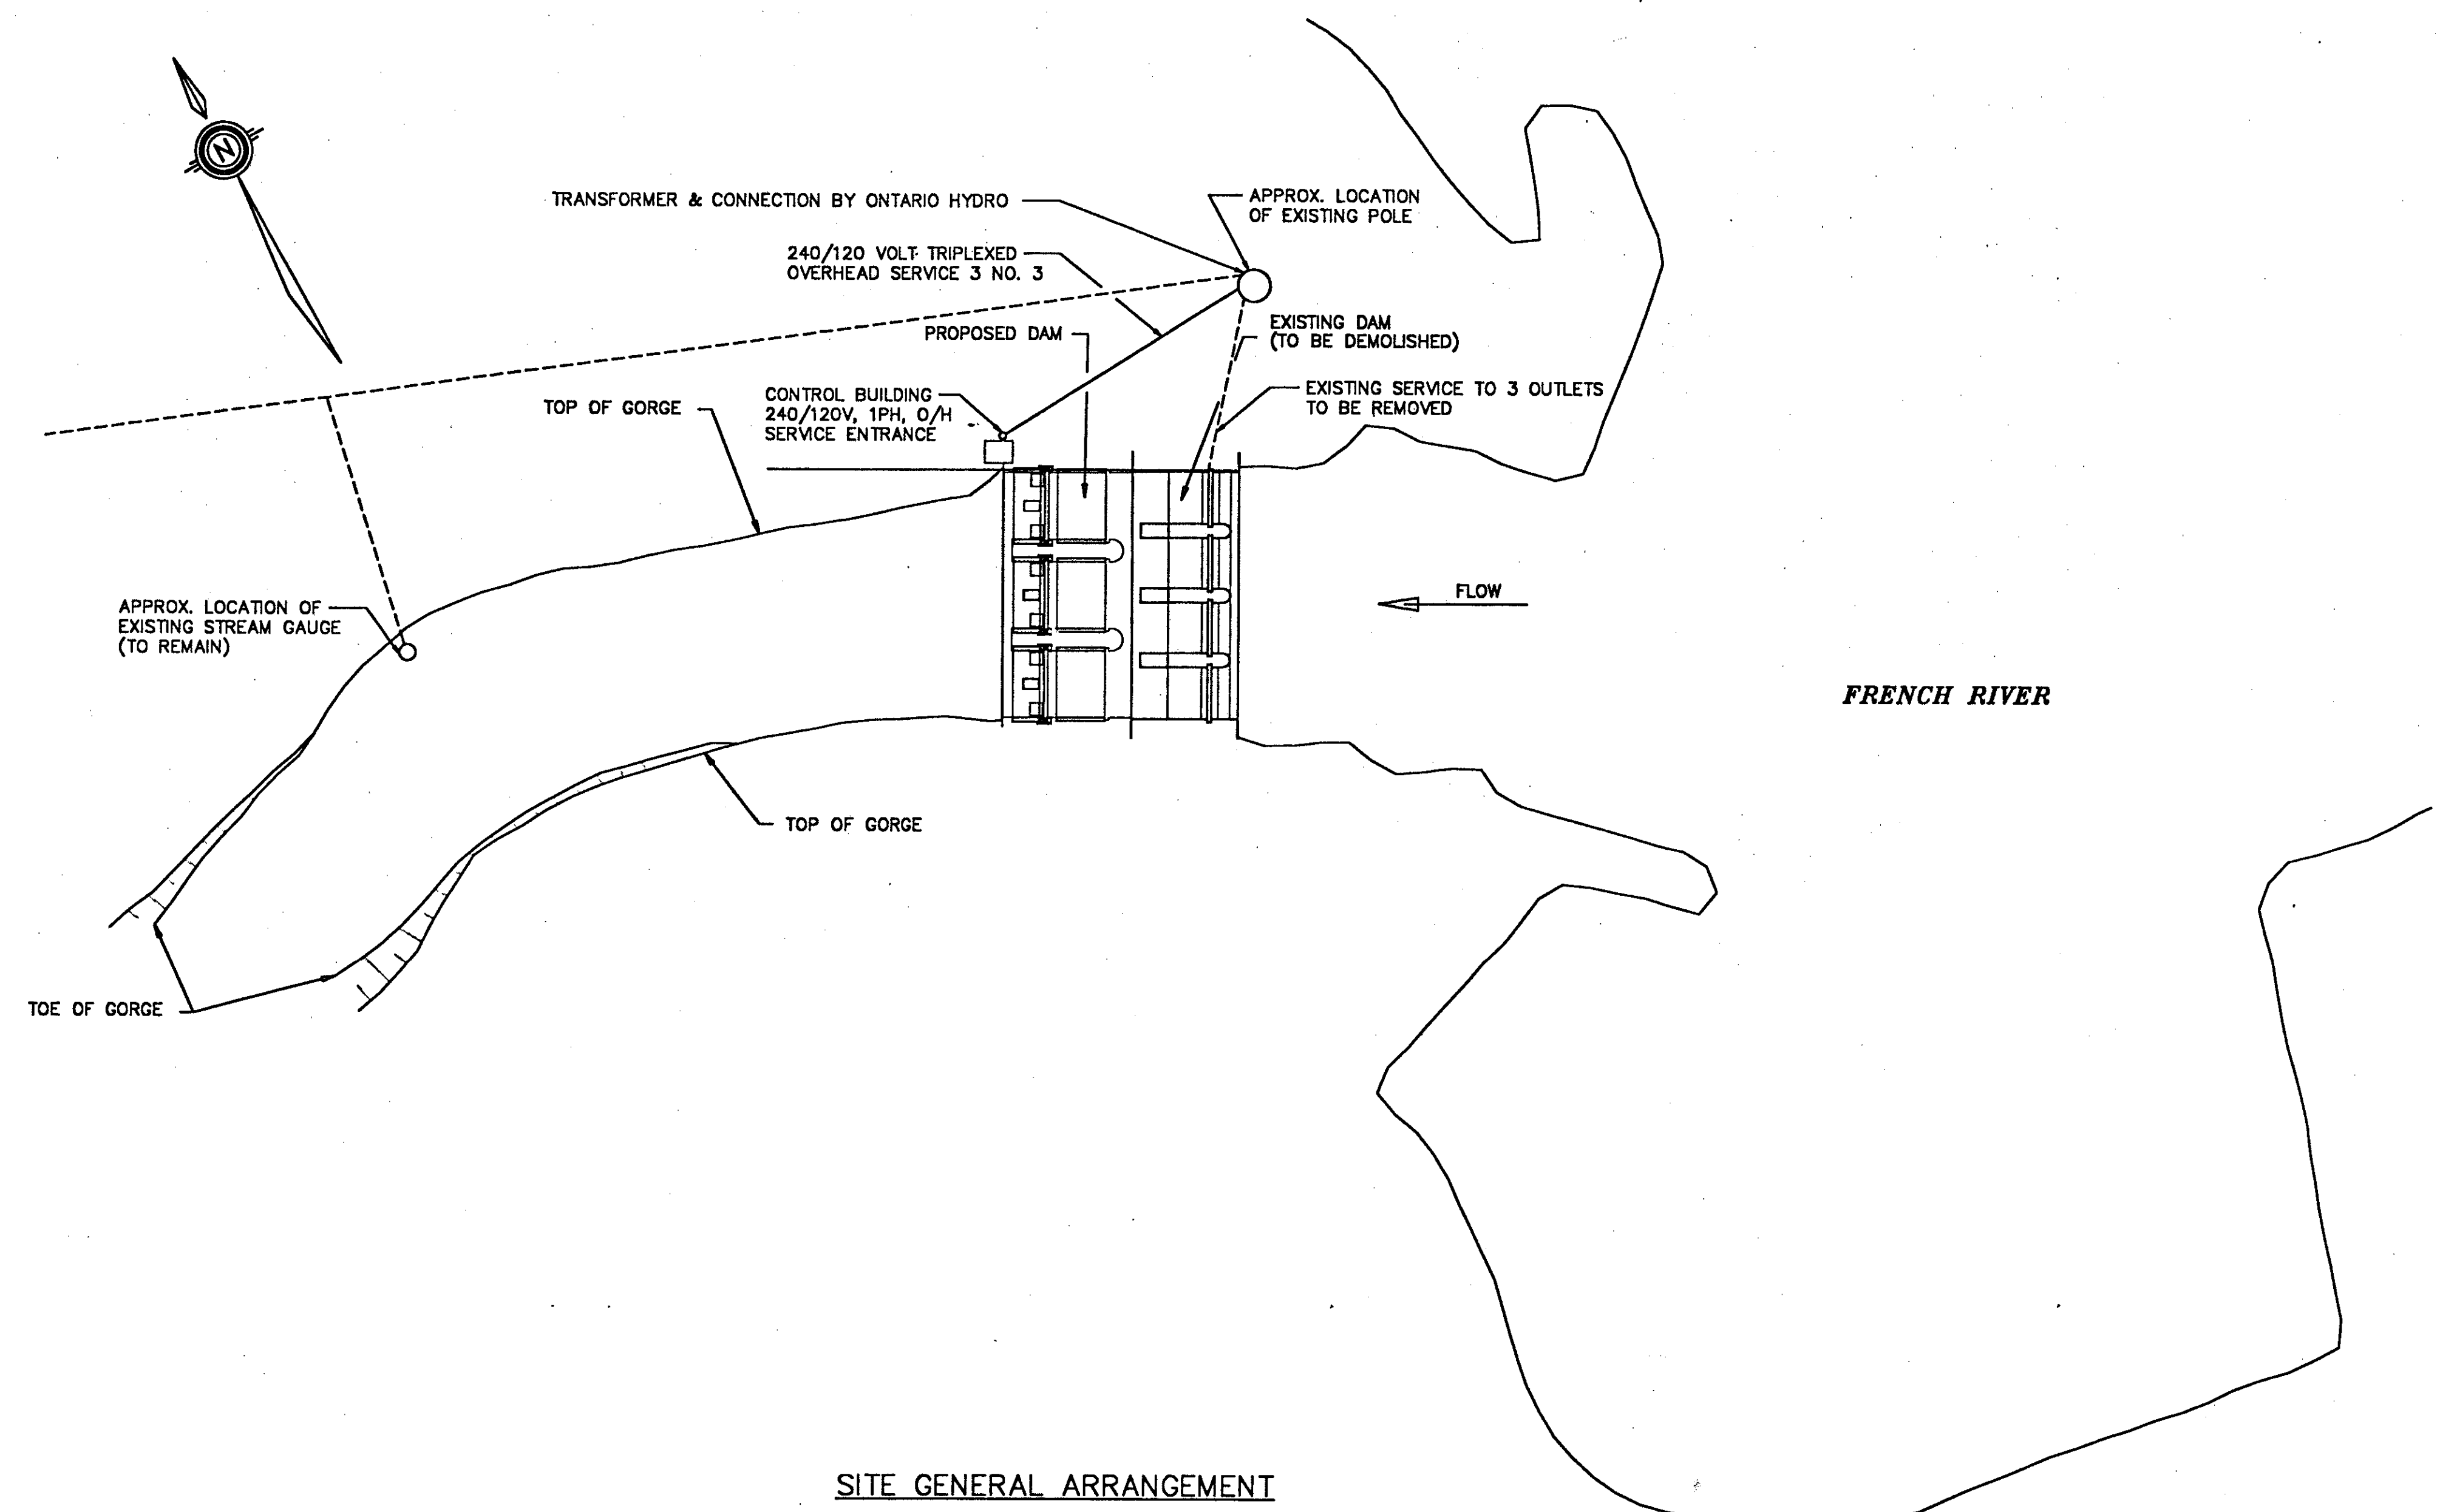 N
TRANSFORMER & CONNECTION BY ONTARIO HYDRO
APPROX. LOCATION
OF EXISTING POLE
240/120 VOLT TRIPLEXED
OVERHEAD SERVICE 3 NO. 3
PROPOSED DAM
EXISTING DAM
(TO BE DEMOLISHED)
CONTROL BUILDING
240/120V, 1PH, O/H
SERVICE ENTRANCE
EXISTING SERVICE TO 3 OUTLETS
TO BE REMOVED
TOP OF GORGE
FLOW
APPROX. LOCATION OF
EXISTING STREAM GAUGE
(TO REMAIN)
FRENCH RIVER
TOP OF GORGE
TOE OF GORGE
SITE GENERAL ARRANGEMENT